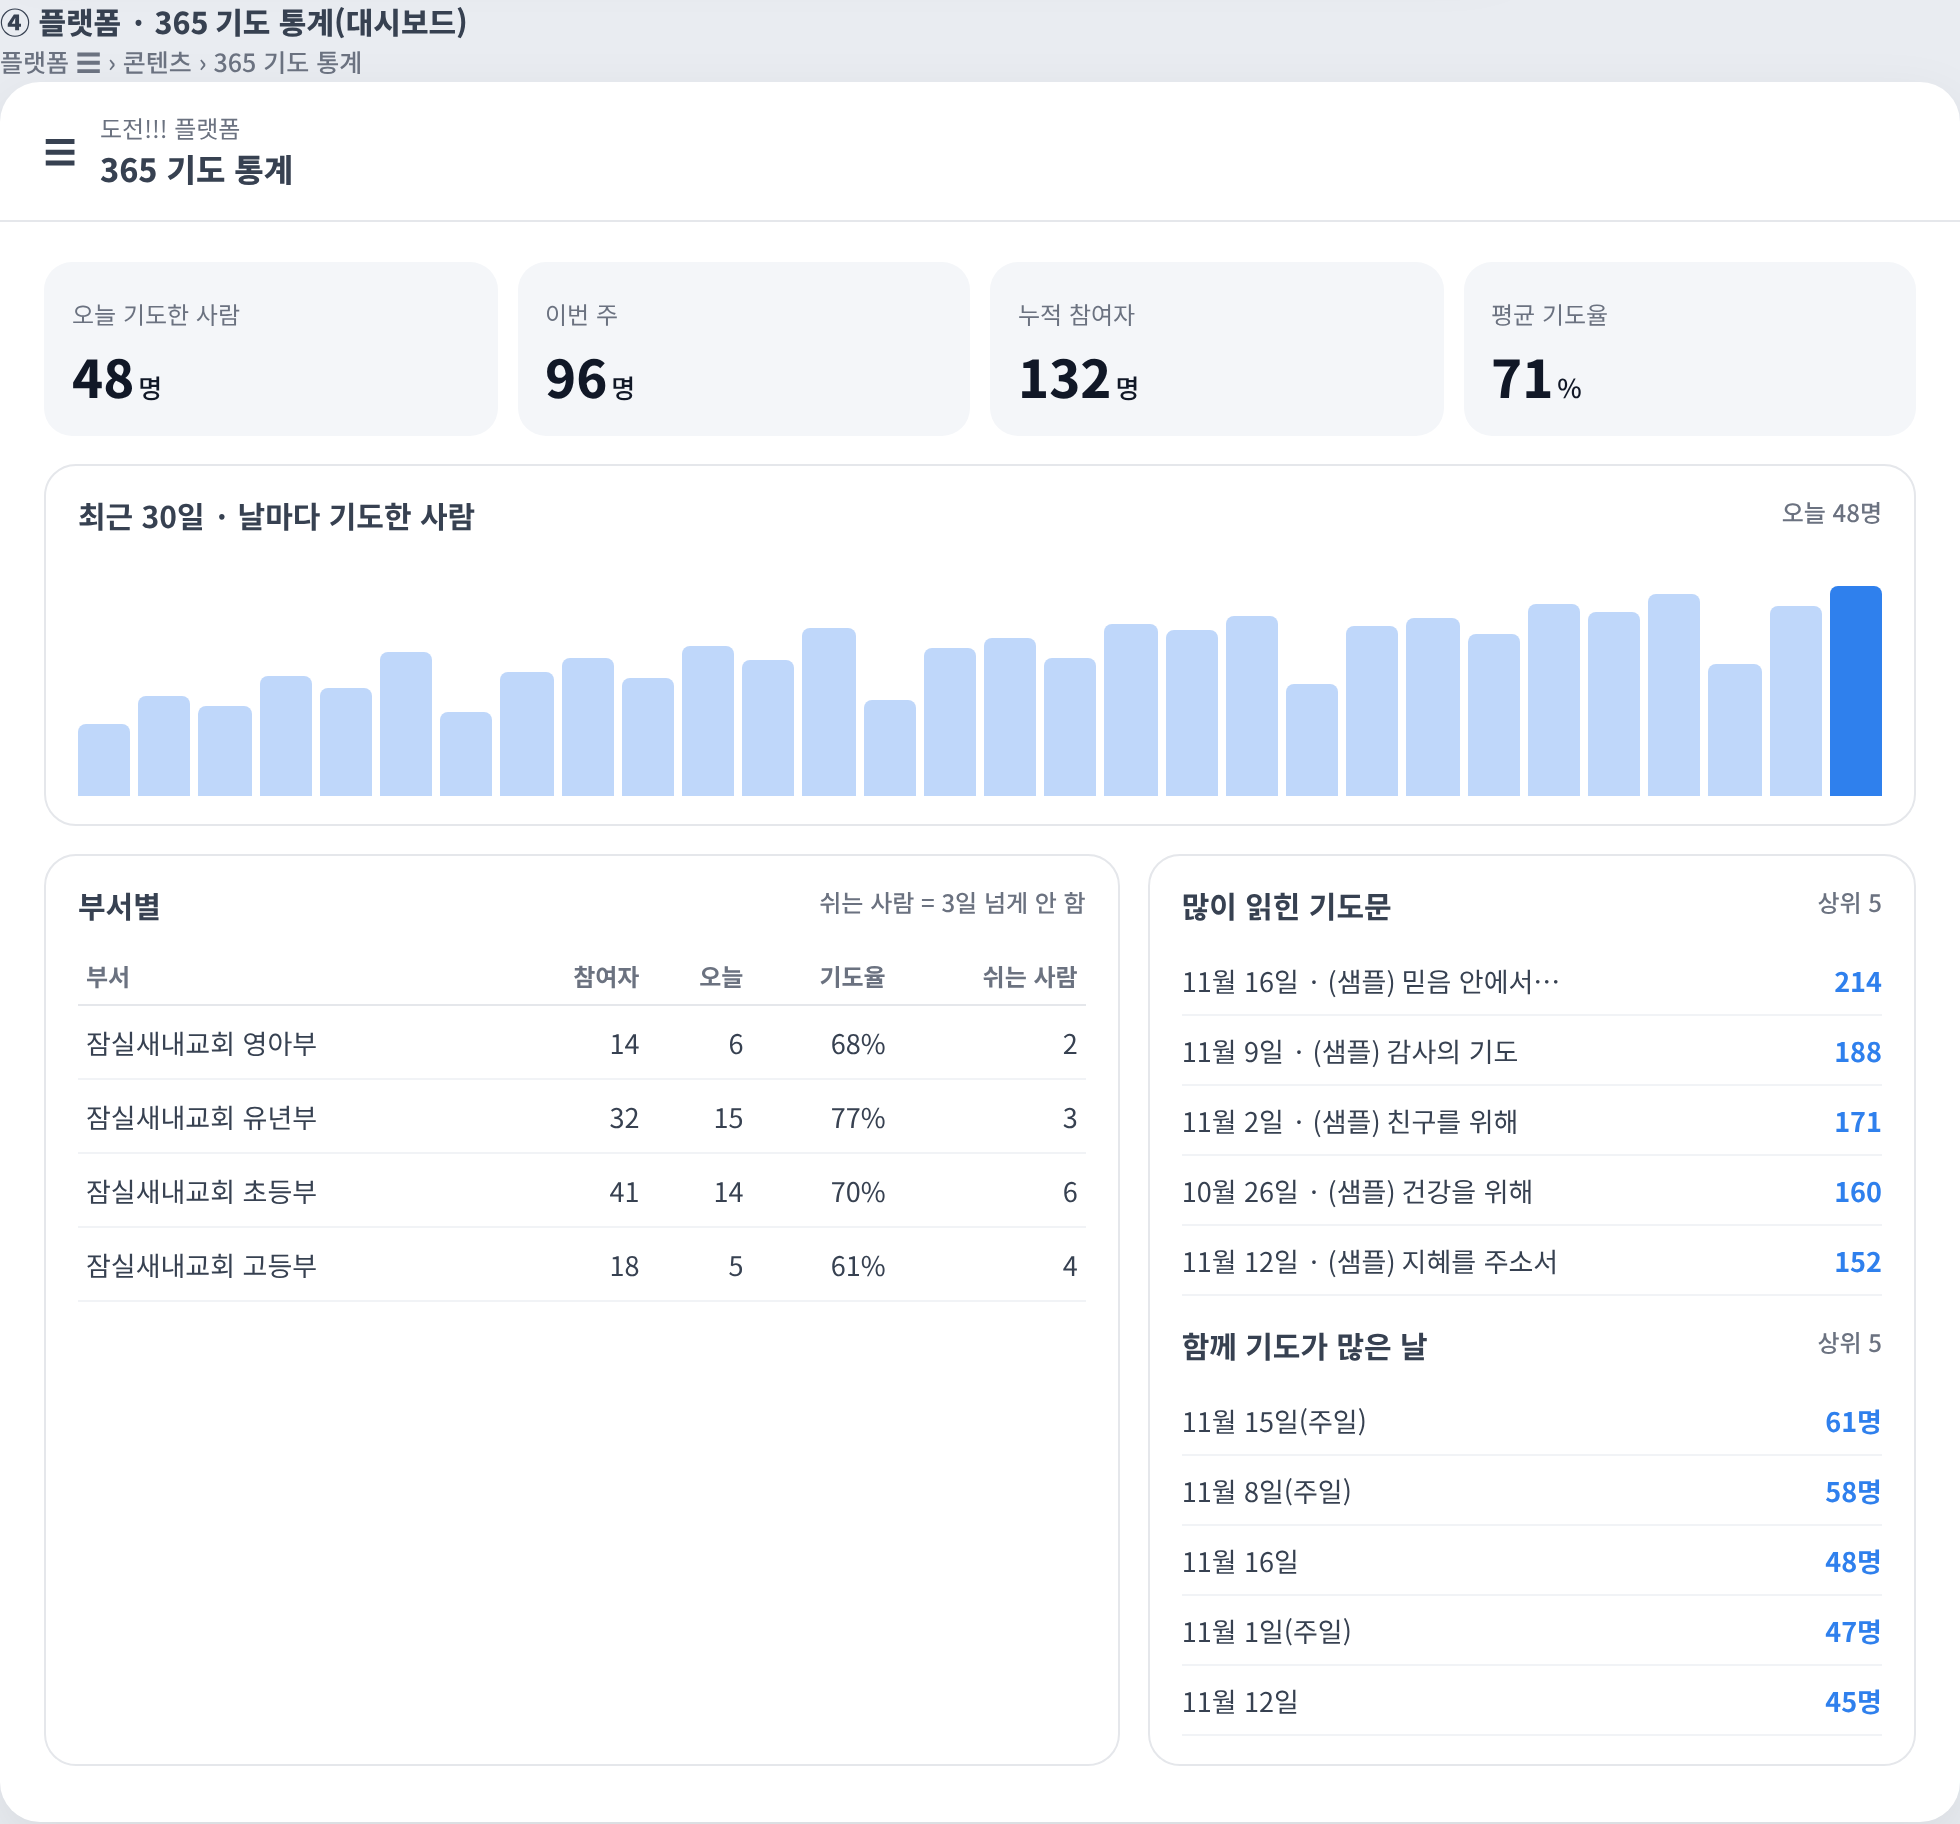 ④ 플랫폼 · 365 기도 통계(대시보드)
플랫폼 ☰ › 콘텐츠 › 365 기도 통계
☰
도전!!! 플랫폼
365 기도 통계
오늘 기도한 사람
48명
이번 주
96명
누적 참여자
132명
평균 기도율
71%
최근 30일 · 날마다 기도한 사람
오늘 48명
부서별
쉬는 사람 = 3일 넘게 안 함
부서 참여자 오늘 기도율 쉬는 사람
잠실새내교회 영아부 14 6 68% 2
잠실새내교회 유년부 32 15 77% 3
잠실새내교회 초등부 41 14 70% 6
잠실새내교회 고등부 18 5 61% 4
많이 읽힌 기도문
상위 5
11월 16일 · (샘플) 믿음 안에서… 214
11월 9일 · (샘플) 감사의 기도 188
11월 2일 · (샘플) 친구를 위해 171
10월 26일 · (샘플) 건강을 위해 160
11월 12일 · (샘플) 지혜를 주소서 152
함께 기도가 많은 날
상위 5
11월 15일(주일) 61명
11월 8일(주일) 58명
11월 16일 48명
11월 1일(주일) 47명
11월 12일 45명